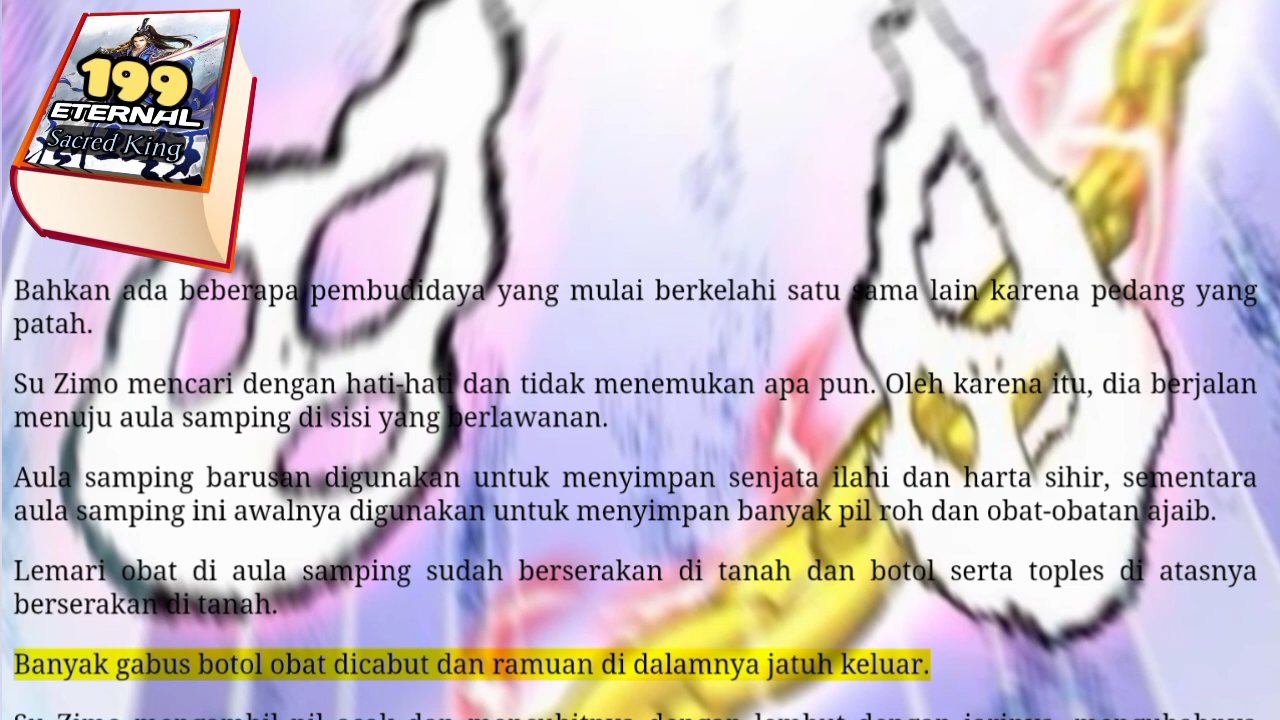 199
ETERNAL
Sacred King
Bahkan ada beberapa pembudidaya yang mulai berkelahi satu sama lain karena pedang yang
patah.
Su Zimo mencari dengan hati-hati dan tidak menemukan apa pun. Oleh karena itu, dia berjalan
menuju aula samping di sisi yang berlawanan.
Aula samping barusan digunakan untuk menyimpan senjata ilahi dan harta sihir, sementara
aula samping ini awalnya digunakan untuk menyimpan banyak pil roh dan obat-obatan ajaib.
Lemari obat di aula samping sudah berserakan di tanah dan botol serta toples di atasnya
berserakan di tanah.
Banyak gabus botol obat dicabut dan ramuan di dalamnya jatuh keluar.